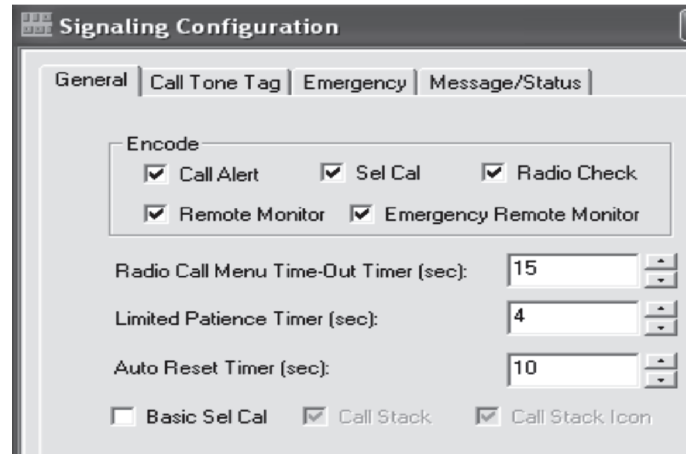 Signaling Configuration
General Call Tone Tag Emergency Message/Status
Encode
Call Alert Sel Cal Radio Check
Remote Monitor Emergency Remote Monitor
Radio Call Menu Time-Out Timer (sec): 15
Limited Patience Timer (sec): 4
Auto Reset Timer (sec): 10
Basic Sel Cal Call Stack Call Stack Icon